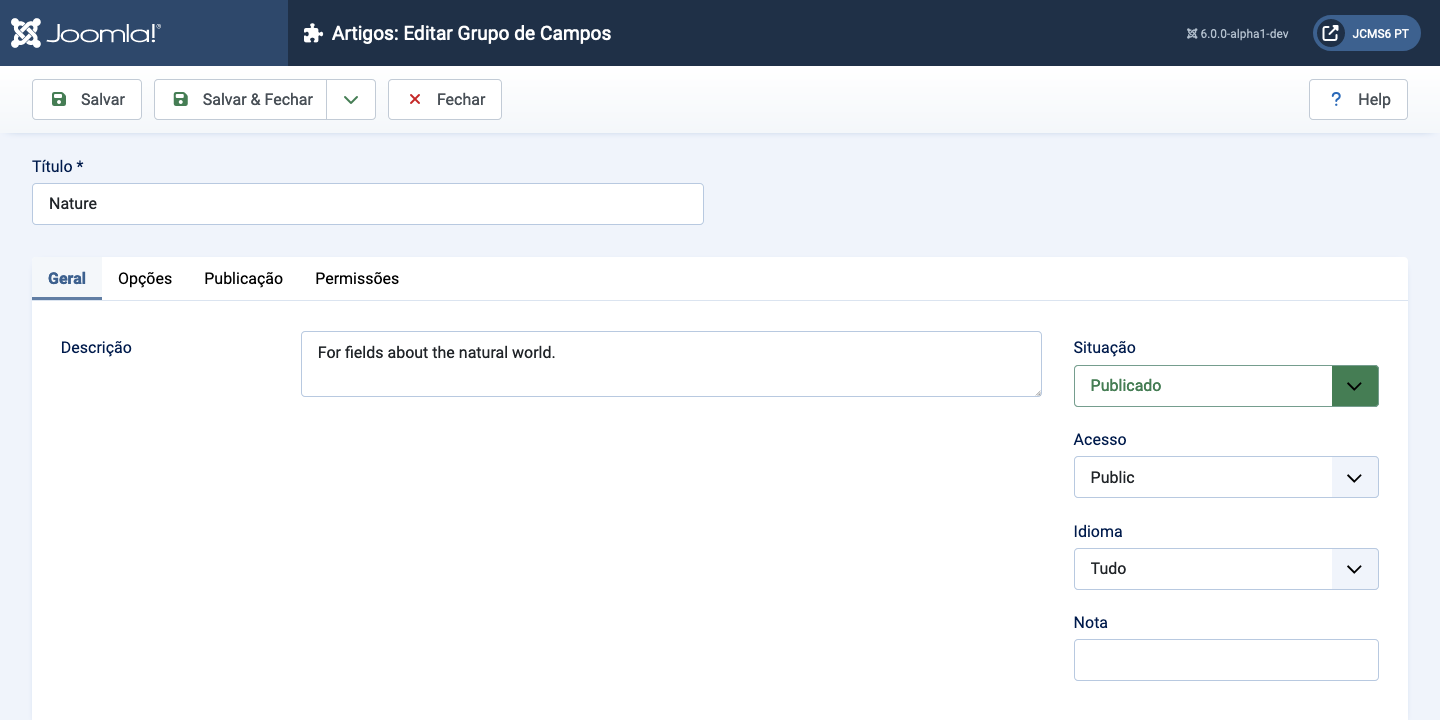 Joomla!® Artigos: Editar Grupo de Campos 6.0.0-alpha1-dev JCMS6 PT
Salvar Salvar & Fechar Fechar ? Help
Título *
Nature
Geral Opções Publicação Permissões
Descrição
For fields about the natural world.
Situação
Publicado
Acesso
Public
Idioma
Tudo
Nota